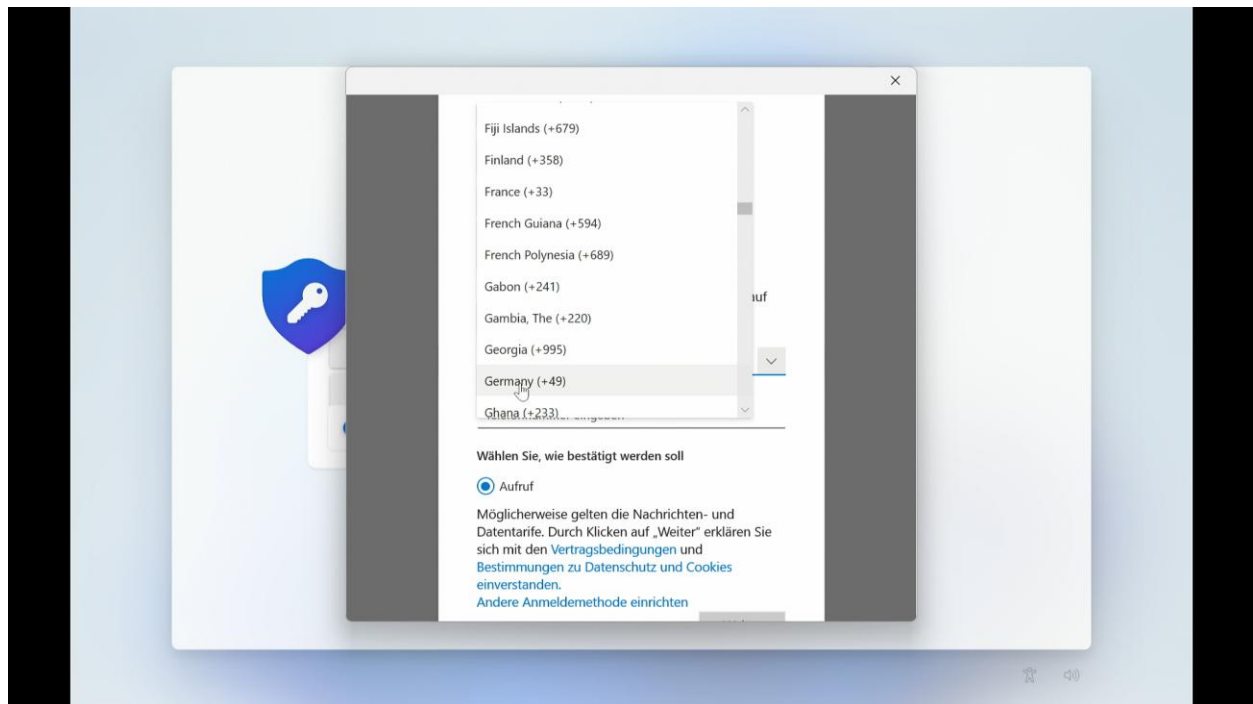 Fiji Islands (+679)
Finland (+358)
France (+33)
French Guiana (+594)
French Polynesia (+689)
Gabon (+241)
Gambia, The (+220)
uf
Georgia (+995)
Germany (+49)
Ghana (+233)
Wählen Sie, wie bestätigt werden soll
Aufruf
Möglicherweise gelten die Nachrichten- und
Datentarife. Durch Klicken auf „Weiter“ erklären Sie
sich mit den Vertragsbedingungen und
Bestimmungen zu Datenschutz und Cookies
einverstanden.
Andere Anmeldemethode einrichten